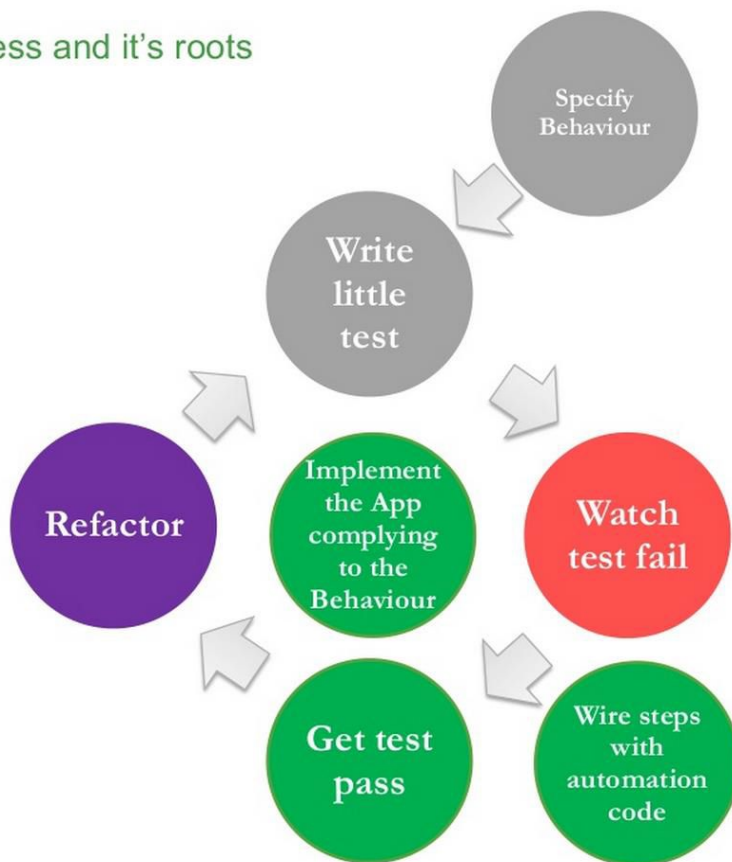 ess and it's roots
Specify
Behaviour
Write
little
test
Refactor
Implement
the App
complying
to the
Behaviour
Watch
test fail
Get test
pass
Wire steps
with
automation
code